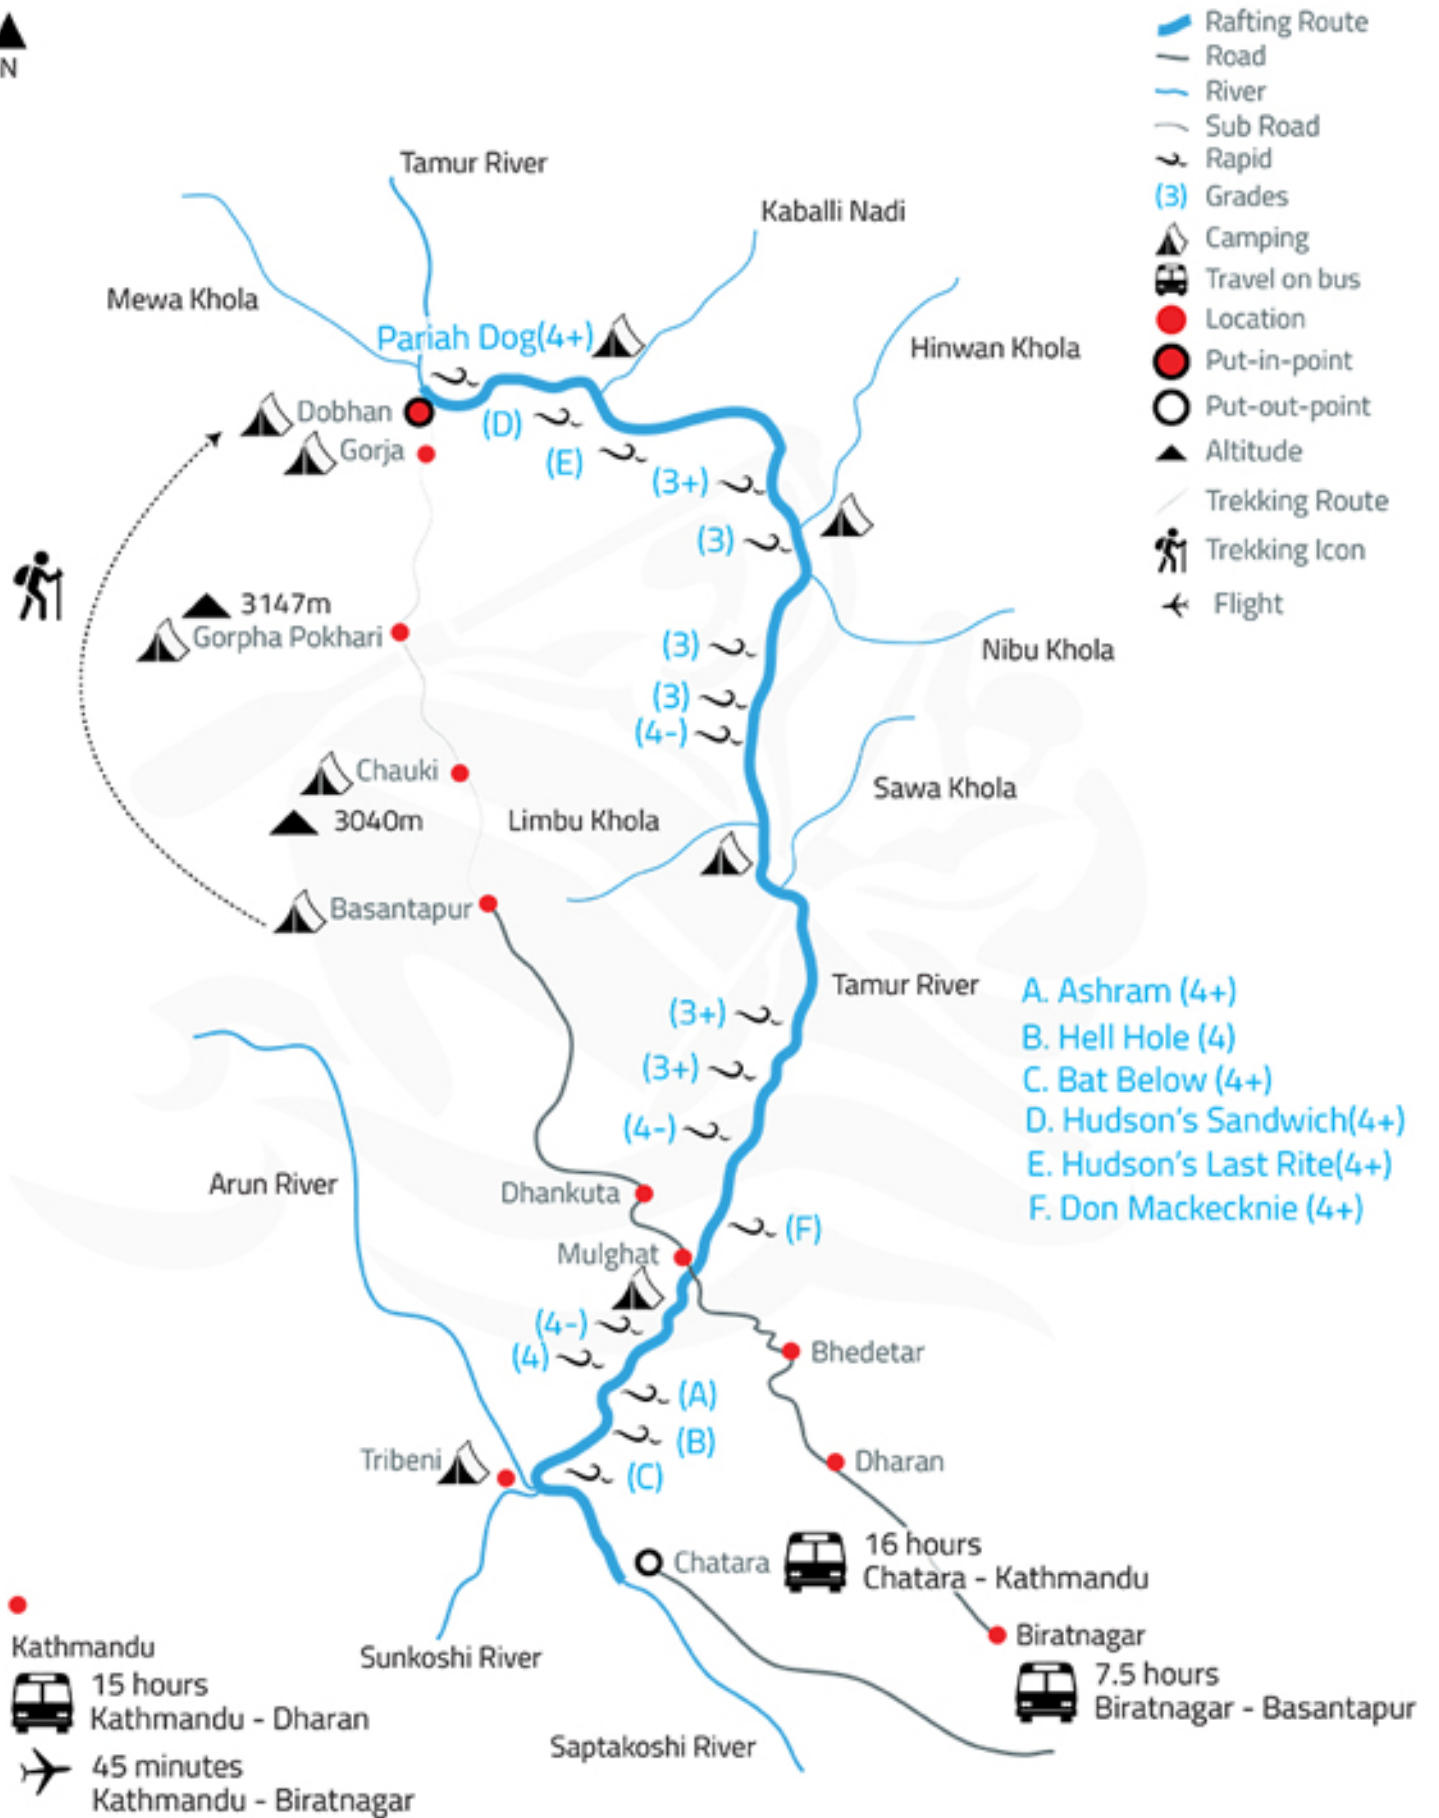 N
Rafting Route
Road
River
Sub Road
Rapid
(3) Grades
Camping
Travel on bus
Location
Put-in-point
Put-out-point
Altitude
Trekking Route
Trekking Icon
Flight
Tamur River
Kaballi Nadi
Mewa Khola
Pariah Dog(4+)
Hinwan Khola
Dobhan
(D)
Gorja
(E)
(3+)
(3)
3147m
Gorpha Pokhari
(3)
Nibu Khola
(3)
(4-)
Chauki
Sawa Khola
3040m
Limbu Khola
Basantapur
Tamur River
A. Ashram (4+)
(3+)
B. Hell Hole (4)
(3+)
C. Bat Below (4+)
(4-)
D. Hudson's Sandwich(4+)
E. Hudson's Last Rite(4+)
Arun River
Dhankuta
F. Don Mackecknie (4+)
(F)
Mulghat
(4-)
(4)
Bhedetar
(A)
(B)
Tribeni
(C)
Dharan
16 hours
Chatara
Chatara - Kathmandu
Kathmandu
Biratnagar
Sunkoshi River
15 hours
Kathmandu - Dharan
7.5 hours
Biratnagar - Basantapur
Saptakoshi River
45 minutes
Kathmandu - Biratnagar